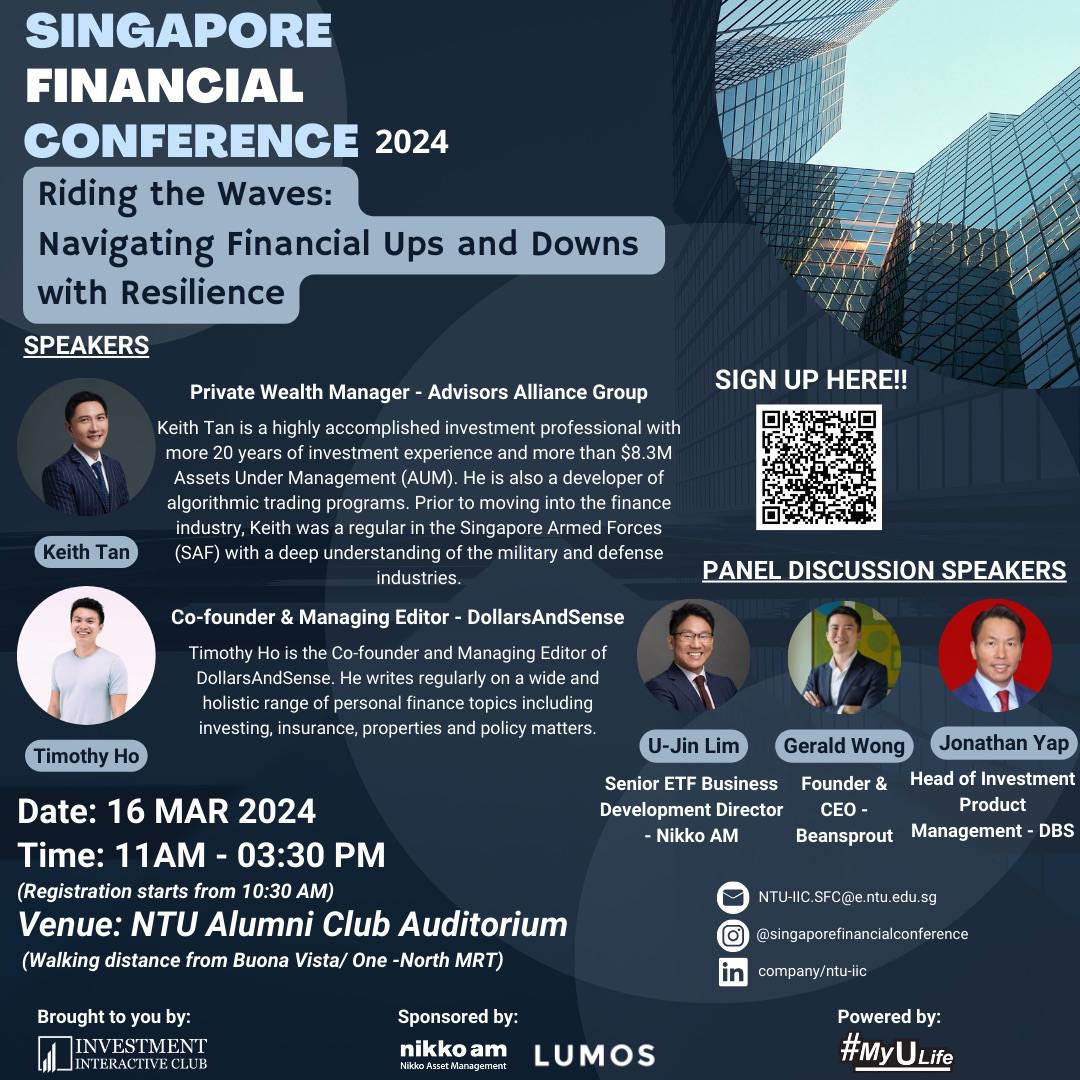 SINGAPORE
FINANCIAL
CONFERENCE 2024
Riding the Waves:
Navigating Financial Ups and Downs
with Resilience
SPEAKERS
Private Wealth Manager - Advisors Alliance Group
Keith Tan is a highly accomplished investment professional with
more 20 years of investment experience and more than $8.3M
Assets Under Management (AUM). He is also a developer of
algorithmic trading programs. Prior to moving into the finance
industry, Keith was a regular in the Singapore Armed Forces
(SAF) with a deep understanding of the military and defense
industries.
Keith Tan
Co-founder & Managing Editor - DollarsAndSense
Timothy Ho is the Co-founder and Managing Editor of
DollarsAndSense. He writes regularly on a wide and
holistic range of personal finance topics including
investing, insurance, properties and policy matters.
Timothy Ho
SIGN UP HERE!!
PANEL DISCUSSION SPEAKERS
U-Jin Lim
Senior ETF Business
Development Director
- Nikko AM
Gerald Wong
Founder &
CEO -
Beansprout
Jonathan Yap
Head of Investment
Product
Management - DBS
Date: 16 MAR 2024
Time: 11AM - 03:30 PM
(Registration starts from 10:30 AM)
Venue: NTU Alumni Club Auditorium
(Walking distance from Buona Vista/ One -North MRT)
NTU-IIC.SFC@e.ntu.edu.sg
@singaporefinancialconference
in company/ntu-iic
Brought to you by:
INVESTMENT
INTERACTIVE CLUB
Sponsored by:
nikko am
Nikko Asset Management
LUMOS
Powered by:
#MyULife